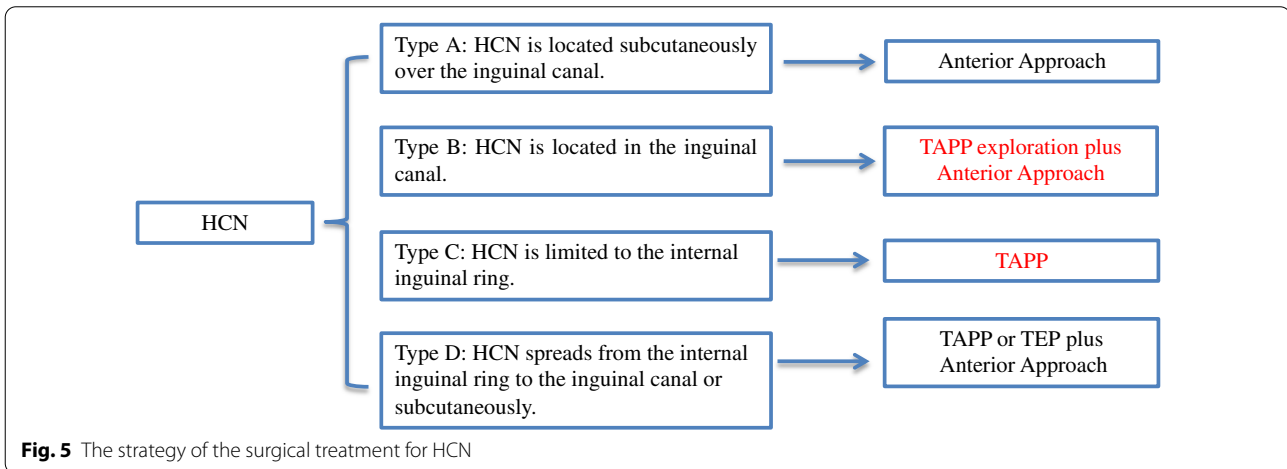 HCN
Type A: HCN is located subcutaneously
over the inguinal canal.
Anterior Approach
Type B: HCN is located in the inguinal
canal.
TAPP exploration plus
Anterior Approach
Type C: HCN is limited to the internal
inguinal ring.
TAPP
Type D: HCN spreads from the internal
inguinal ring to the inguinal canal or
subcutaneously.
TAPP or TEP plus
Anterior Approach
Fig. 5 The strategy of the surgical treatment for HCN